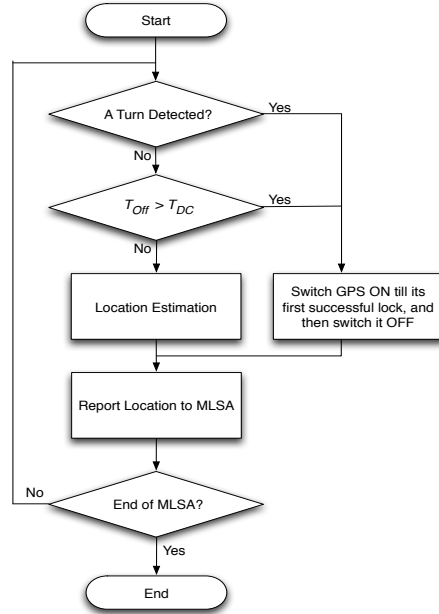 Start
A Turn Detected?
Yes
No
T_Off > T_DC
Yes
No
Location Estimation
Switch GPS ON till its
first successful lock, and
then switch it OFF
Report Location to MLSA
No
End of MLSA?
Yes
End